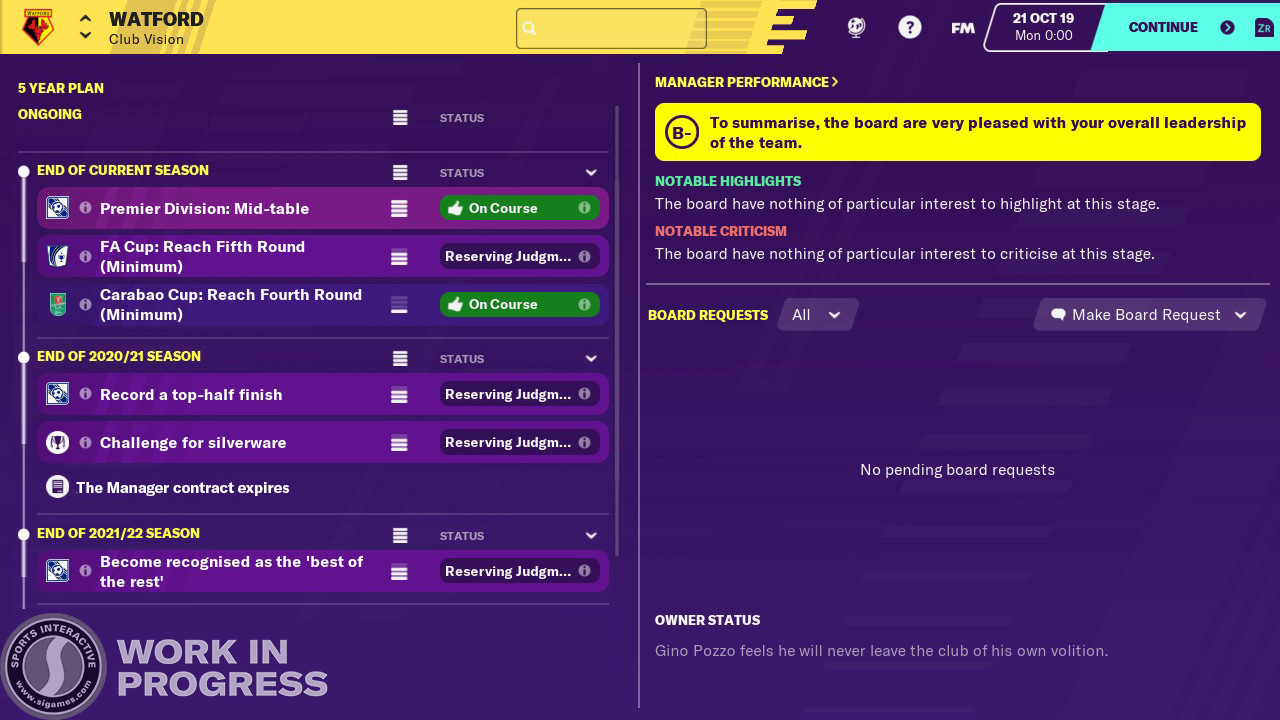 WATFORD
Club Vision
FM
21 OCT 19
Mon 0:00
CONTINUE
ZR
5 YEAR PLAN
ONGOING
STATUS
END OF CURRENT SEASON
STATUS
Premier Division: Mid-table
On Course
FA Cup: Reach Fifth Round
(Minimum)
Reserving Judgm...
Carabao Cup: Reach Fourth Round
(Minimum)
On Course
END OF 2020/21 SEASON
STATUS
Record a top-half finish
Reserving Judgm...
Challenge for silverware
Reserving Judgm...
The Manager contract expires
END OF 2021/22 SEASON
STATUS
Become recognised as the 'best of
the rest'
Reserving Judgm...
SPORTS INTERACTIVE
www.sigames.com
WORK IN
PROGRESS
MANAGER PERFORMANCE
B-
To summarise, the board are very pleased with your overall leadership
of the team.
NOTABLE HIGHLIGHTS
The board have nothing of particular interest to highlight at this stage.
NOTABLE CRITICISM
The board have nothing of particular interest to criticise at this stage.
BOARD REQUESTS
All
Make Board Request
No pending board requests
OWNER STATUS
Gino Pozzo feels he will never leave the club of his own volition.